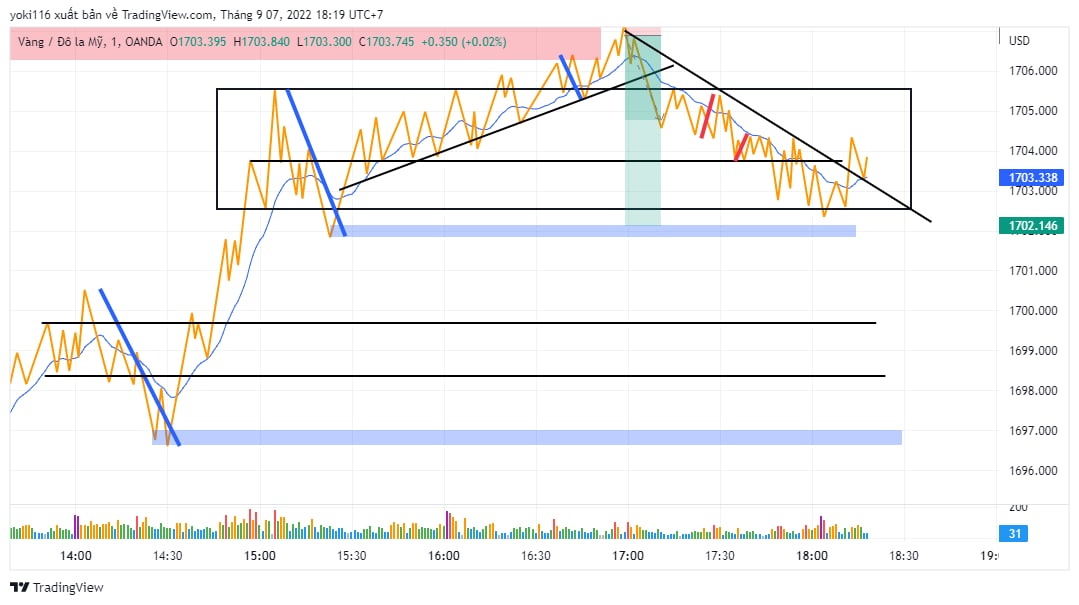 yoki116 xuất bản về TradingView.com, Tháng 9 07, 2022 18:19 UTC+7
Vàng / Đô la Mỹ, 1, OANDA O1703.395 H1703.840 L1703.300 C1703.745 +0.350 (+0.02%)
USD
1706.000
1705.000
1704.000
1703.338
1703.000
1702.146
1701.000
1700.000
1699.000
1698.000
1697.000
1696.000
200
31
14:00 14:30 15:00 15:30 16:00 16:30 17:00 17:30 18:00 18:30 19:
TradingView